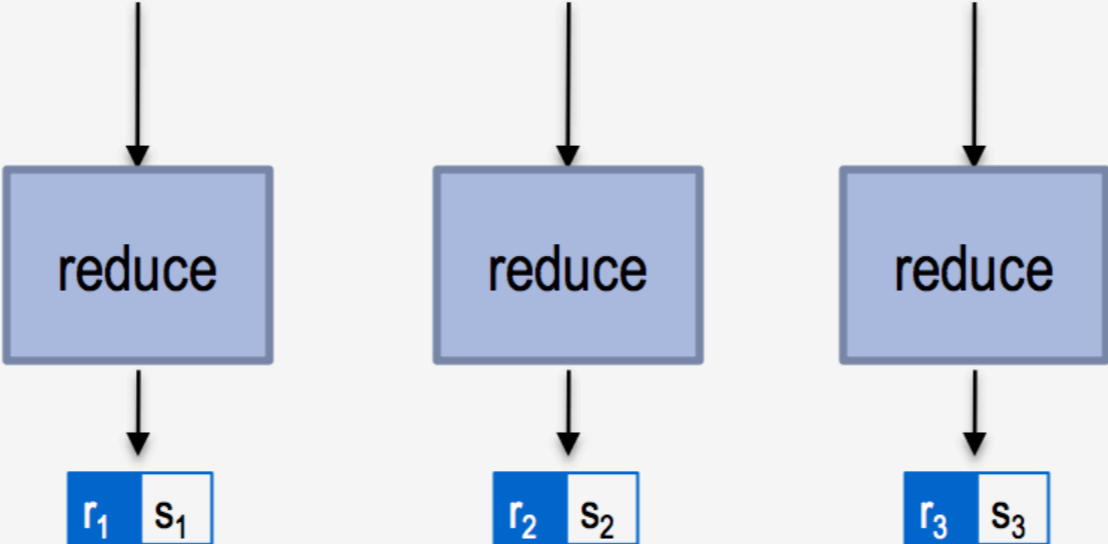 reduce reduce reduce
r₁ s₁ r₂ s₂ r₃ s₃